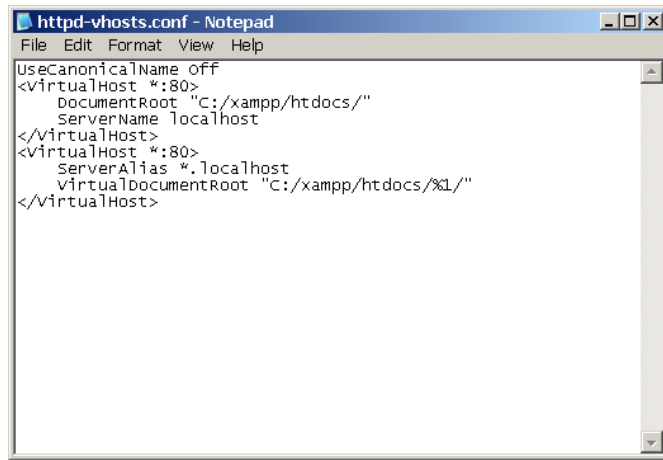 httpd-vhosts.conf - Notepad
File Edit Format View Help
UseCanonicalName Off
<VirtualHost *:80>
    DocumentRoot "C:/xampp/htdocs/"
    ServerName localhost
</VirtualHost>
<VirtualHost *:80>
    ServerAlias *.localhost
    VirtualDocumentRoot "C:/xampp/htdocs/%1/"
</VirtualHost>